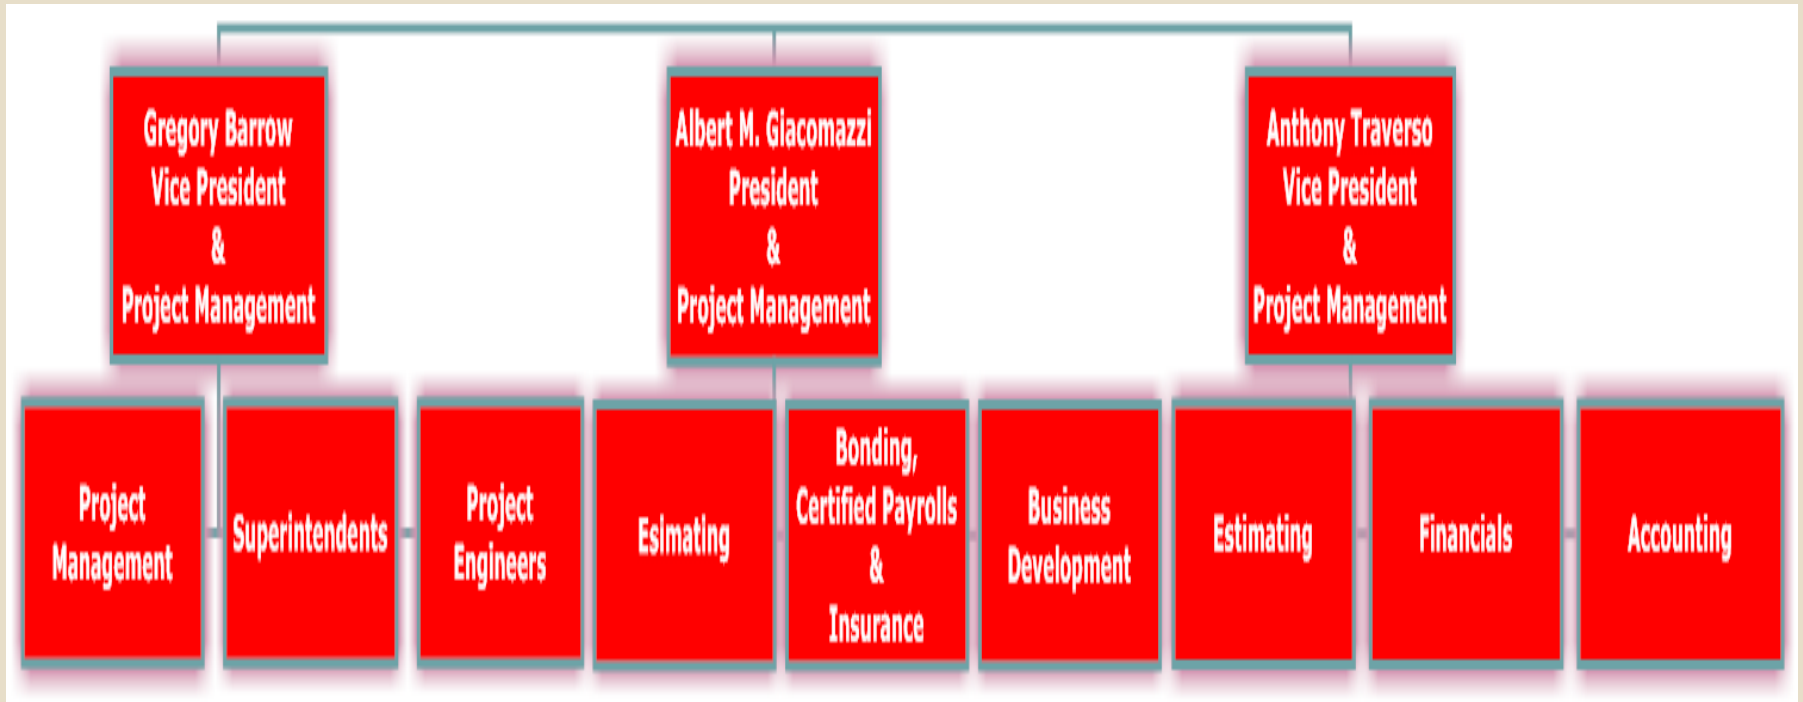 Gregory Barrow
Vice President
&
Project Management
Albert M. Giacomazzi
President
&
Project Management
Anthony Traverso
Vice President
&
Project Management
Project
Management
Superintendents
Project
Engineers
Esimating
Bonding,
Certified Payrolls
&
Insurance
Business
Development
Estimating
Financials
Accounting